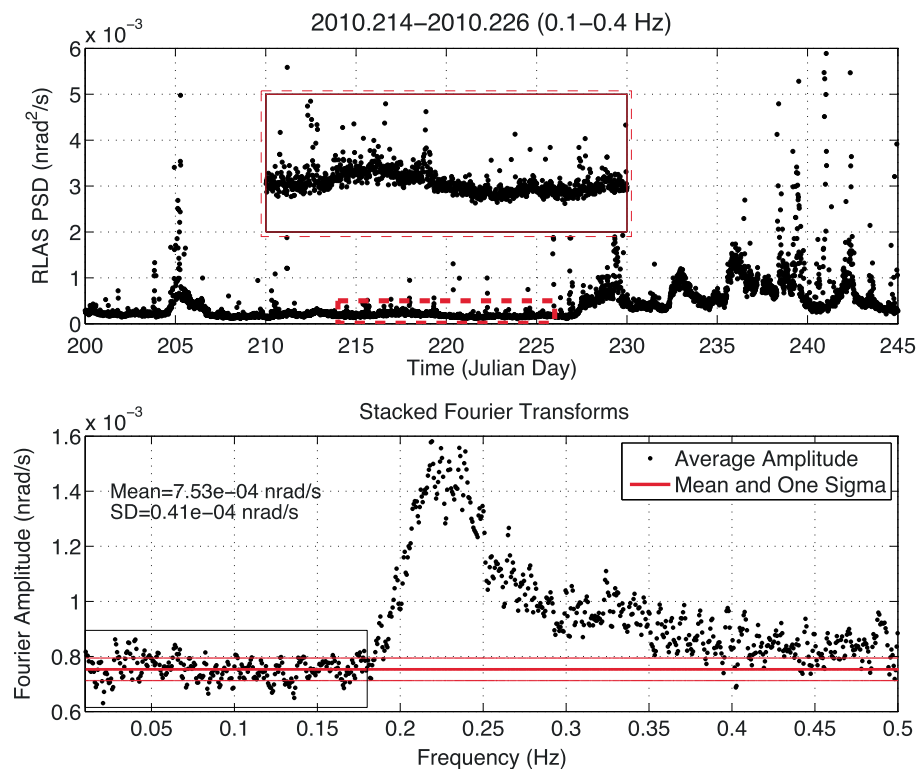 2010.214−2010.226 (0.1−0.4 Hz)
x 10⁻³
6
5
4
3
2
1
0
RLAS PSD (nrad²/s)
200 205 210 215 220 225 230 235 240 245
Time (Julian Day)
Stacked Fourier Transforms
x 10⁻³
1.6
1.4
1.2
1
0.8
0.6
Fourier Amplitude (nrad/s)
Mean=7.53e−04 nrad/s
SD=0.41e−04 nrad/s
Average Amplitude
Mean and One Sigma
0.05 0.1 0.15 0.2 0.25 0.3 0.35 0.4 0.45 0.5
Frequency (Hz)